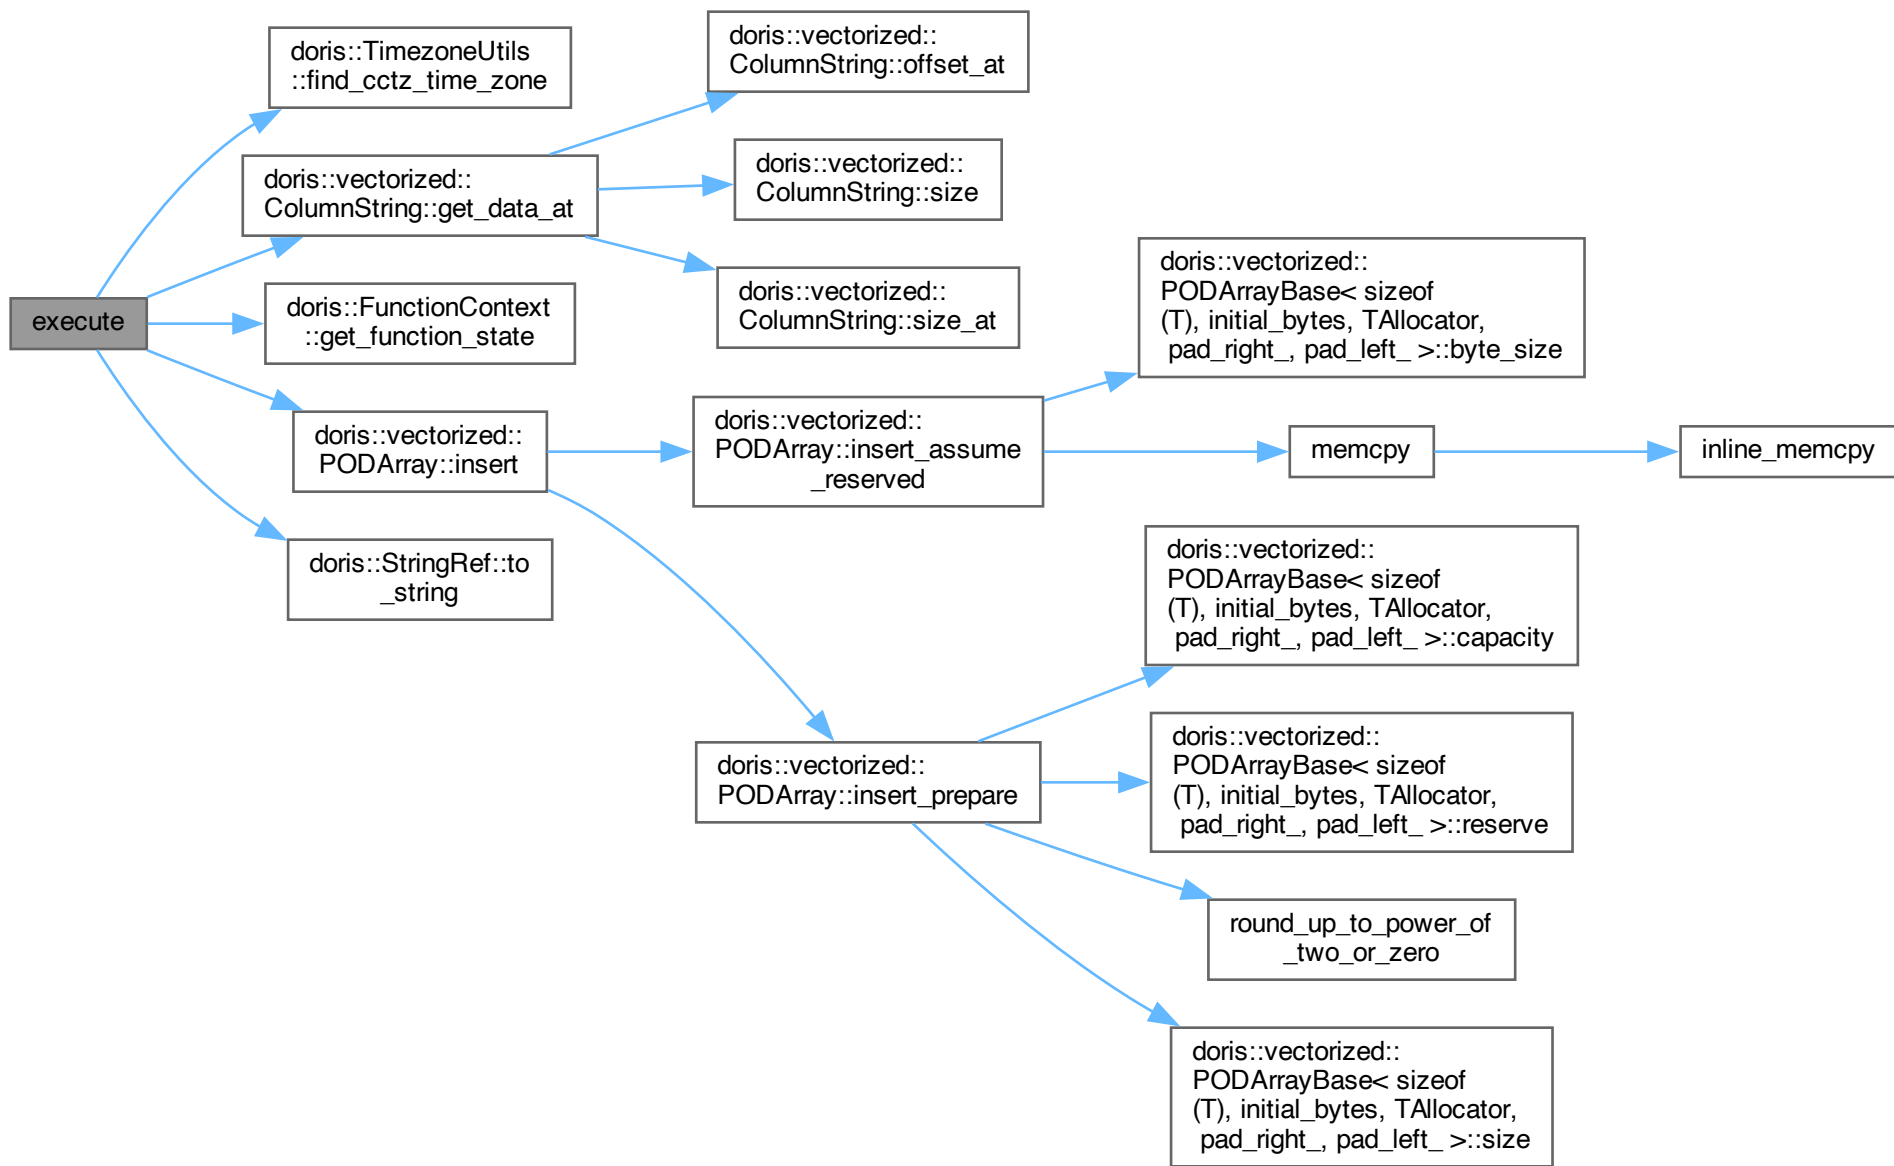 execute
doris::TimezoneUtils
::find_cctz_time_zone
doris::vectorized::
ColumnString::get_data_at
doris::FunctionContext
::get_function_state
doris::vectorized::
PODArray::insert
doris::StringRef::to
_string
doris::vectorized::
ColumnString::offset_at
doris::vectorized::
ColumnString::size
doris::vectorized::
ColumnString::size_at
doris::vectorized::
PODArray::insert_assume
_reserved
doris::vectorized::
PODArray::insert_prepare
doris::vectorized::
PODArrayBase< sizeof
(T), initial_bytes, TAllocator,
pad_right_, pad_left_ >::byte_size
memcpy
inline_memcpy
doris::vectorized::
PODArrayBase< sizeof
(T), initial_bytes, TAllocator,
pad_right_, pad_left_ >::capacity
doris::vectorized::
PODArrayBase< sizeof
(T), initial_bytes, TAllocator,
pad_right_, pad_left_ >::reserve
round_up_to_power_of
_two_or_zero
doris::vectorized::
PODArrayBase< sizeof
(T), initial_bytes, TAllocator,
pad_right_, pad_left_ >::size